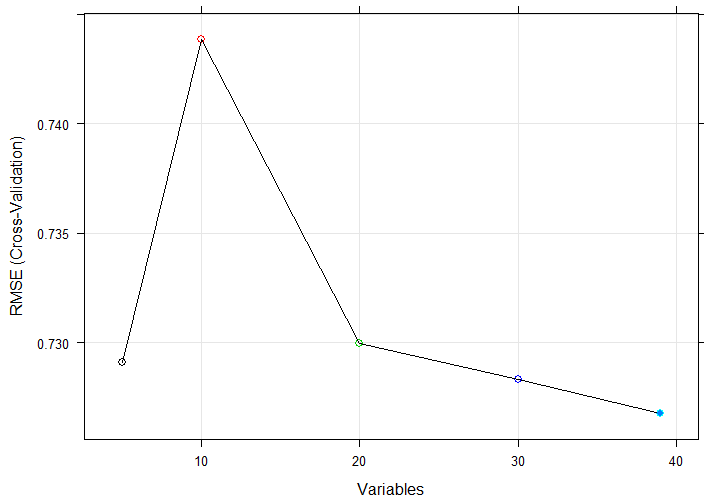 0.740
0.735
0.730
RMSE (Cross-Validation)
10 20 30 40
Variables